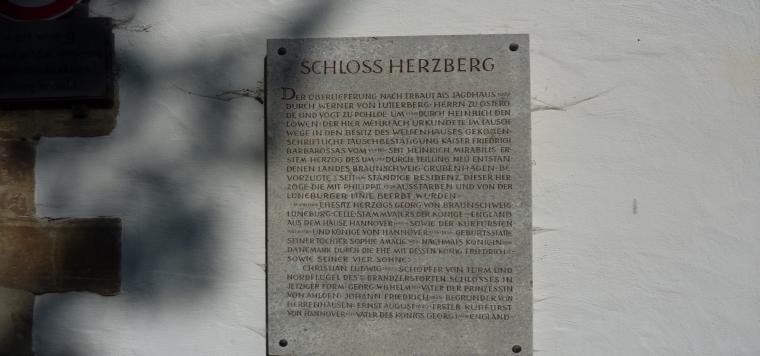 SCHLOSS HERZBERG
DER ÜBERLIEFERUNG NACH ERBAUT ALS JAGDHAUS
DURCH WERNER VON LUTERBERG · HERRN ZU OSTERO
DE UND VOGT ZU POHLDE UM DURCH HEINRICH DEN
LÖWEN · DER HIER MEHRFACH URKUNDETE IM TAUSCH
WEGE IN DEN BESITZ DES WELFENHAUSES GEKOMMEN ·
SCHRIFTLICHE TAUSCHBESTÄTIGUNG KAISER FRIEDRICH
BARBAROSSAS VOM SEIT HEINRICH MIRABILIS ER
STEM HERZOG DES UM DURCH TEILUNG NEU ENTSTAN
DENEN LANDES BRAUNSCHWEIG · GRUBENHAGEN · BE
VORZUGTE SEIT STÄNDIGE RESIDENZ DIESER HER
ZÖGE · DIE MIT PHILIPP AUSSTARBEN UND VON DER
LÜNEBURGER LINIE BEERBT WURDEN
EHESITZ HERZOGS GEORG VON BRAUNSCHWEIG
LÜNEBURG · CELLE · STAMMVATERS DER KÖNIGE ENGLAND
AUS DEM HAUSE HANNOVER SOWIE DER KURFÜRSTEN
UND KÖNIGE VON HANNOVER GEBURTSSTÄTTE
SEINER TOCHTER SOPHIE AMALIE NACHMALS KÖNIGIN
DÄNEMARK DURCH DIE EHE MIT DESSEN KÖNIG FRIEDRICH
SOWIE SEINER VIER SÖHNE:
CHRISTIAN LUDWIG SCHÖPFER VON TURM UND
NORDFLÜGEL DES BRANDZERSTÖRTEN SCHLOSSES IN
JETZIGER FORM · GEORG WILHELM VATER DER PRINZESSIN
VON AHLDEN · JOHANN FRIEDRICH BEGRÜNDER VON
HERRENHAUSEN · ERNST AUGUST ERSTER KURFÜRST
VON HANNOVER VATER DES KÖNIGS GEORG I ENGLAND